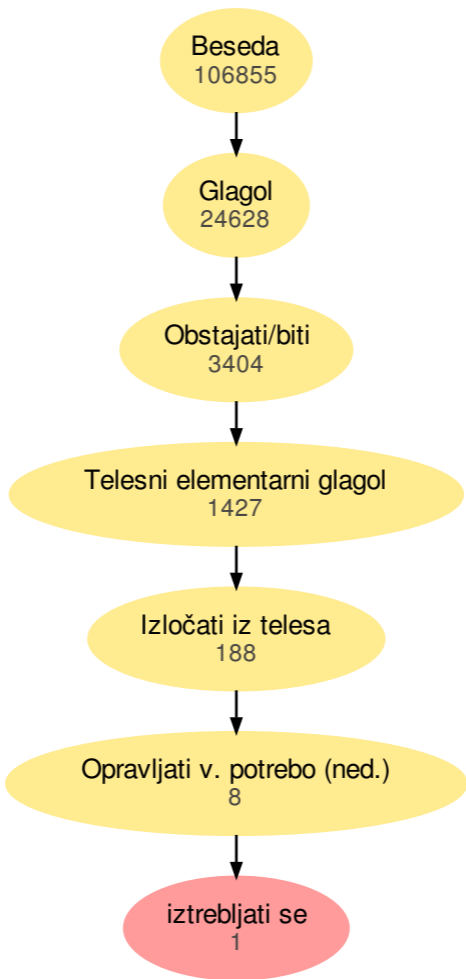 Beseda
106855
Glagol
24628
Obstajati/biti
3404
Telesni elementarni glagol
1427
Izločati iz telesa
188
Opravljati v. potrebo (ned.)
8
iztrebljati se
1